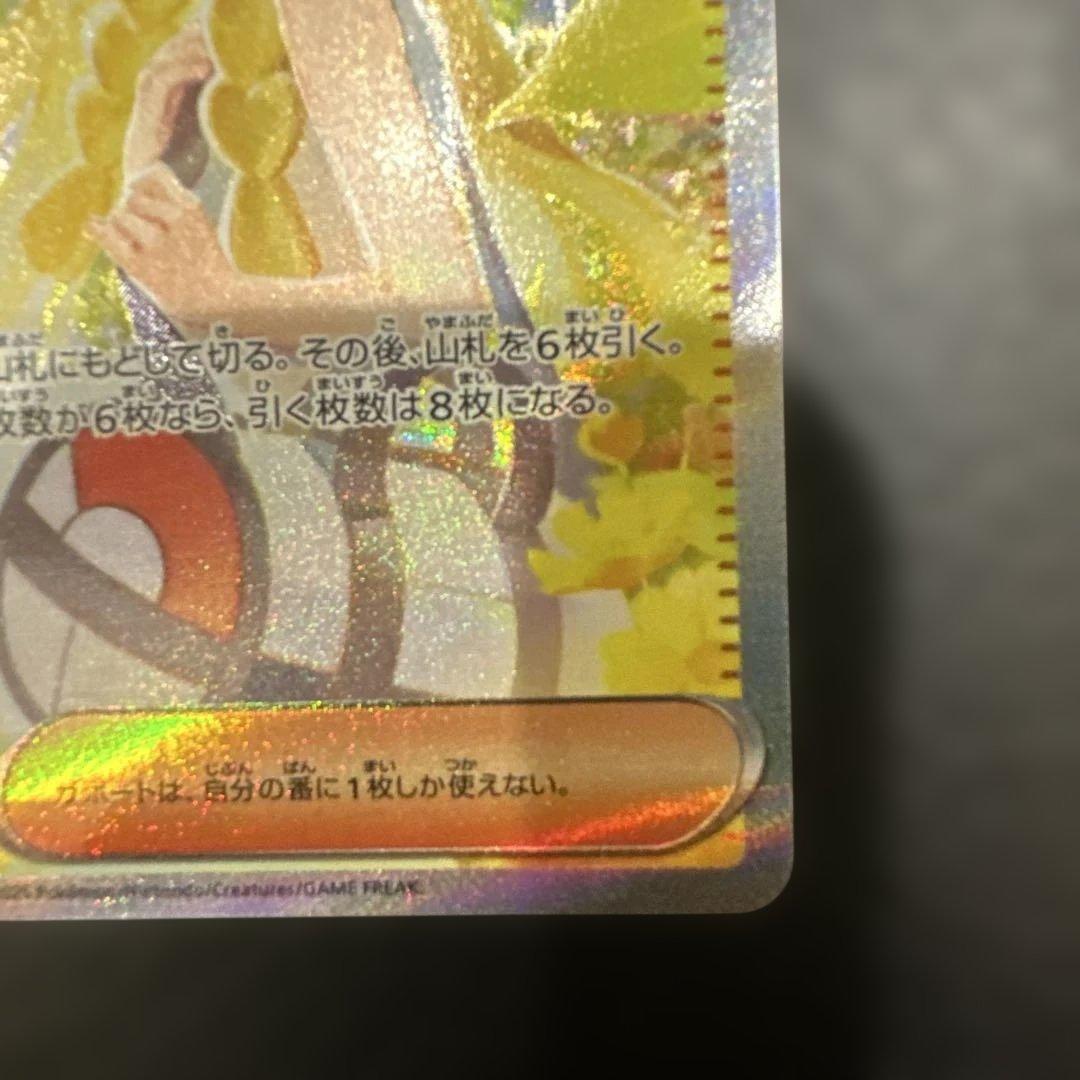 山札にもどして切る。その後、山札を6枚引く。
枚数が6枚なら、引く枚数は8枚になる。
サポートは、自分の番に1枚しか使えない。
Pokémon/Nintendo/Creatures/GAME FREAK.